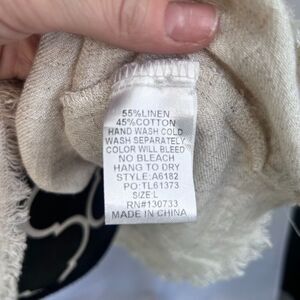 55%LINEN
45%COTTON
HAND WASH COLD
WASH SEPARATELY
COLOR WILL BLEED
NO BLEACH
HANG TO DRY
STYLE:A6182
PO:TL61373
SIZE:L
RN#130733
MADE IN CHINA